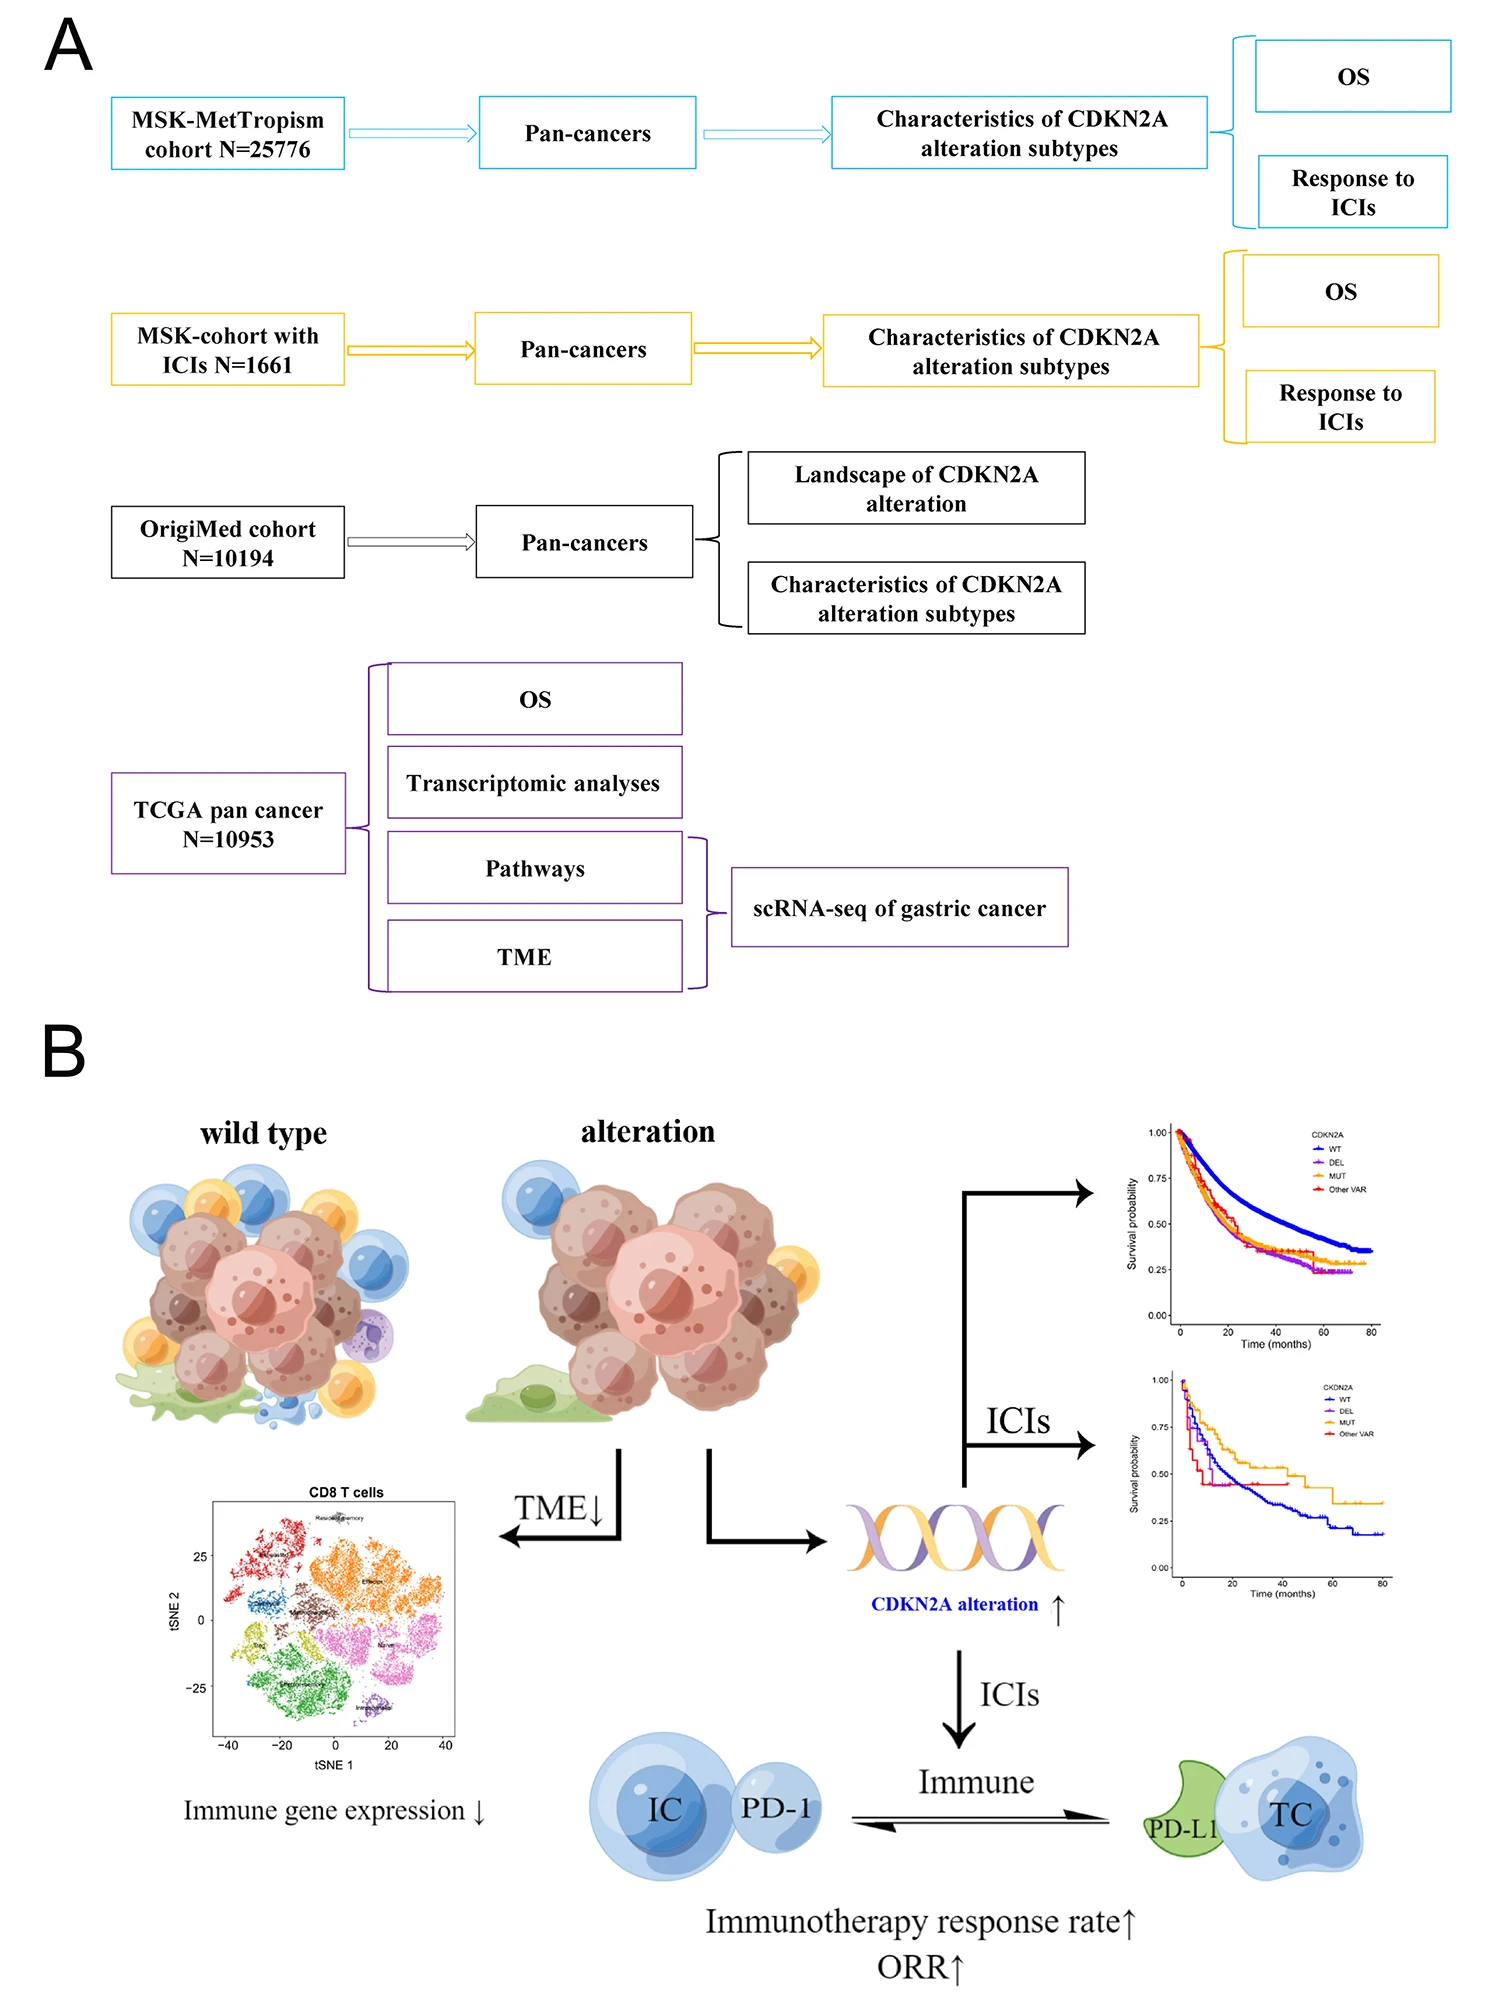 A
MSK-MetTropism
cohort N=25776
Pan-cancers
Characteristics of CDKN2A
alteration subtypes
OS
Response to
ICIs
MSK-cohort with
ICIs N=1661
Pan-cancers
Characteristics of CDKN2A
alteration subtypes
OS
Response to
ICIs
OrigiMed cohort
N=10194
Pan-cancers
Landscape of CDKN2A
alteration
Characteristics of CDKN2A
alteration subtypes
TCGA pan cancer
N=10953
OS
Transcriptomic analyses
Pathways
TME
scRNA-seq of gastric cancer
B
wild type
alteration
1.00
0.75
0.50
0.25
0.00
Survival probability
CDKN2A
WT
DEL
MUT
Other VAR
0 20 40 60 80
Time (months)
ICIs
1.00
0.75
0.50
0.25
0.00
Survival probability
CKDN2A
WT
DEL
MUT
Other VAR
0 20 40 60 80
Time (months)
TME↓
CD8 T cells
25
0
−25
tSNE 2
Naive
−40 −20 0 20 40
tSNE 1
Immune gene expression ↓
CDKN2A alteration ↑
ICIs
Immune
IC
PD-1
PD-L1
TC
Immunotherapy response rate↑
ORR↑